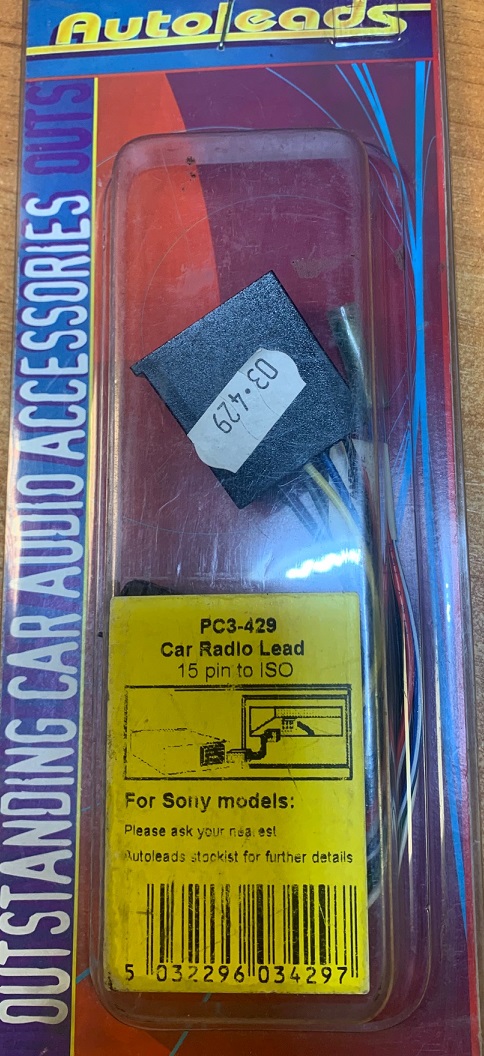 Autoleads
OUTSTANDING CAR AUDIO ACCESSORIES OUTS
03·429
PC3-429
Car Radio Lead
15 pin to ISO
For Sony models:
Please ask your nearest
Autoleads stockist for further details
5 032296 034297